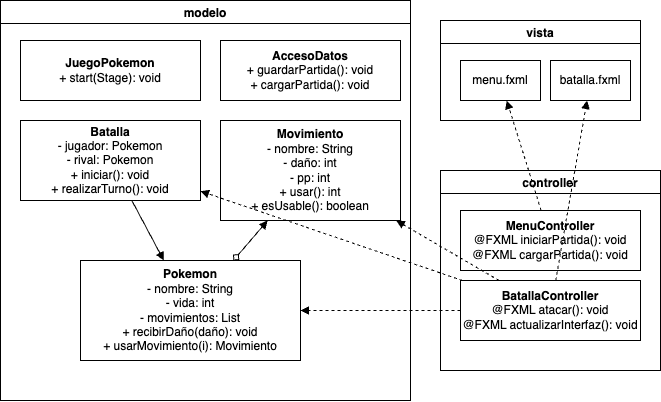 modelo
JuegoPokemon
+ start(Stage): void
AccesoDatos
+ guardarPartida(): void
+ cargarPartida(): void
Batalla
- jugador: Pokemon
- rival: Pokemon
+ iniciar(): void
+ realizarTurno(): void
Movimiento
- nombre: String
- daño: int
- pp: int
+ usar(): int
+ esUsable(): boolean
Pokemon
- nombre: String
- vida: int
- movimientos: List
+ recibirDaño(daño): void
+ usarMovimiento(i): Movimiento
vista
menu.fxml
batalla.fxml
controller
MenuController
@FXML iniciarPartida(): void
@FXML cargarPartida(): void
BatallaController
@FXML atacar(): void
@FXML actualizarInterfaz(): void